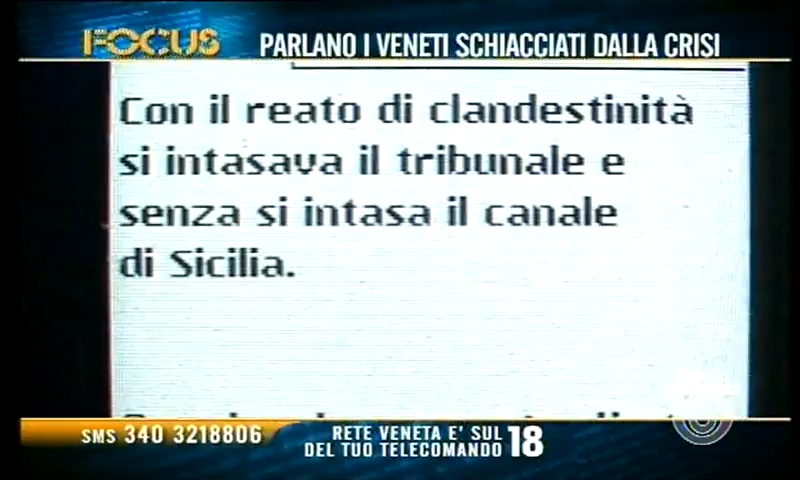 FOCUS
PARLANO I VENETI SCHIACCIATI DALLA CRISI
Con il reato di clandestinità
si intasava il tribunale e
senza si intasa il canale
di Sicilia.
SMS 340 3218806
RETE VENETA E' SUL
DEL TUO TELECOMANDO 18